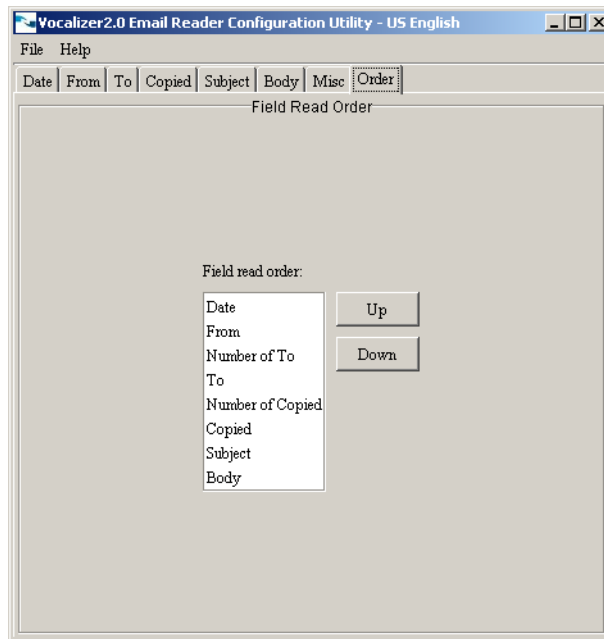 Vocalizer2.0 Email Reader Configuration Utility - US English
File Help
Date From To Copied Subject Body Misc Order
Field Read Order
Field read order:
Date
From
Number of To
To
Number of Copied
Copied
Subject
Body
Up
Down